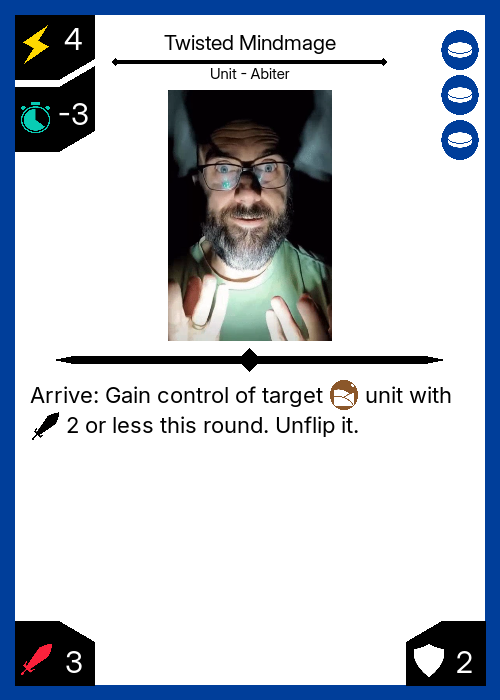 4
Twisted Mindmage
Unit - Abiter
-3
Arrive: Gain control of target unit with
2 or less this round. Unflip it.
3
2